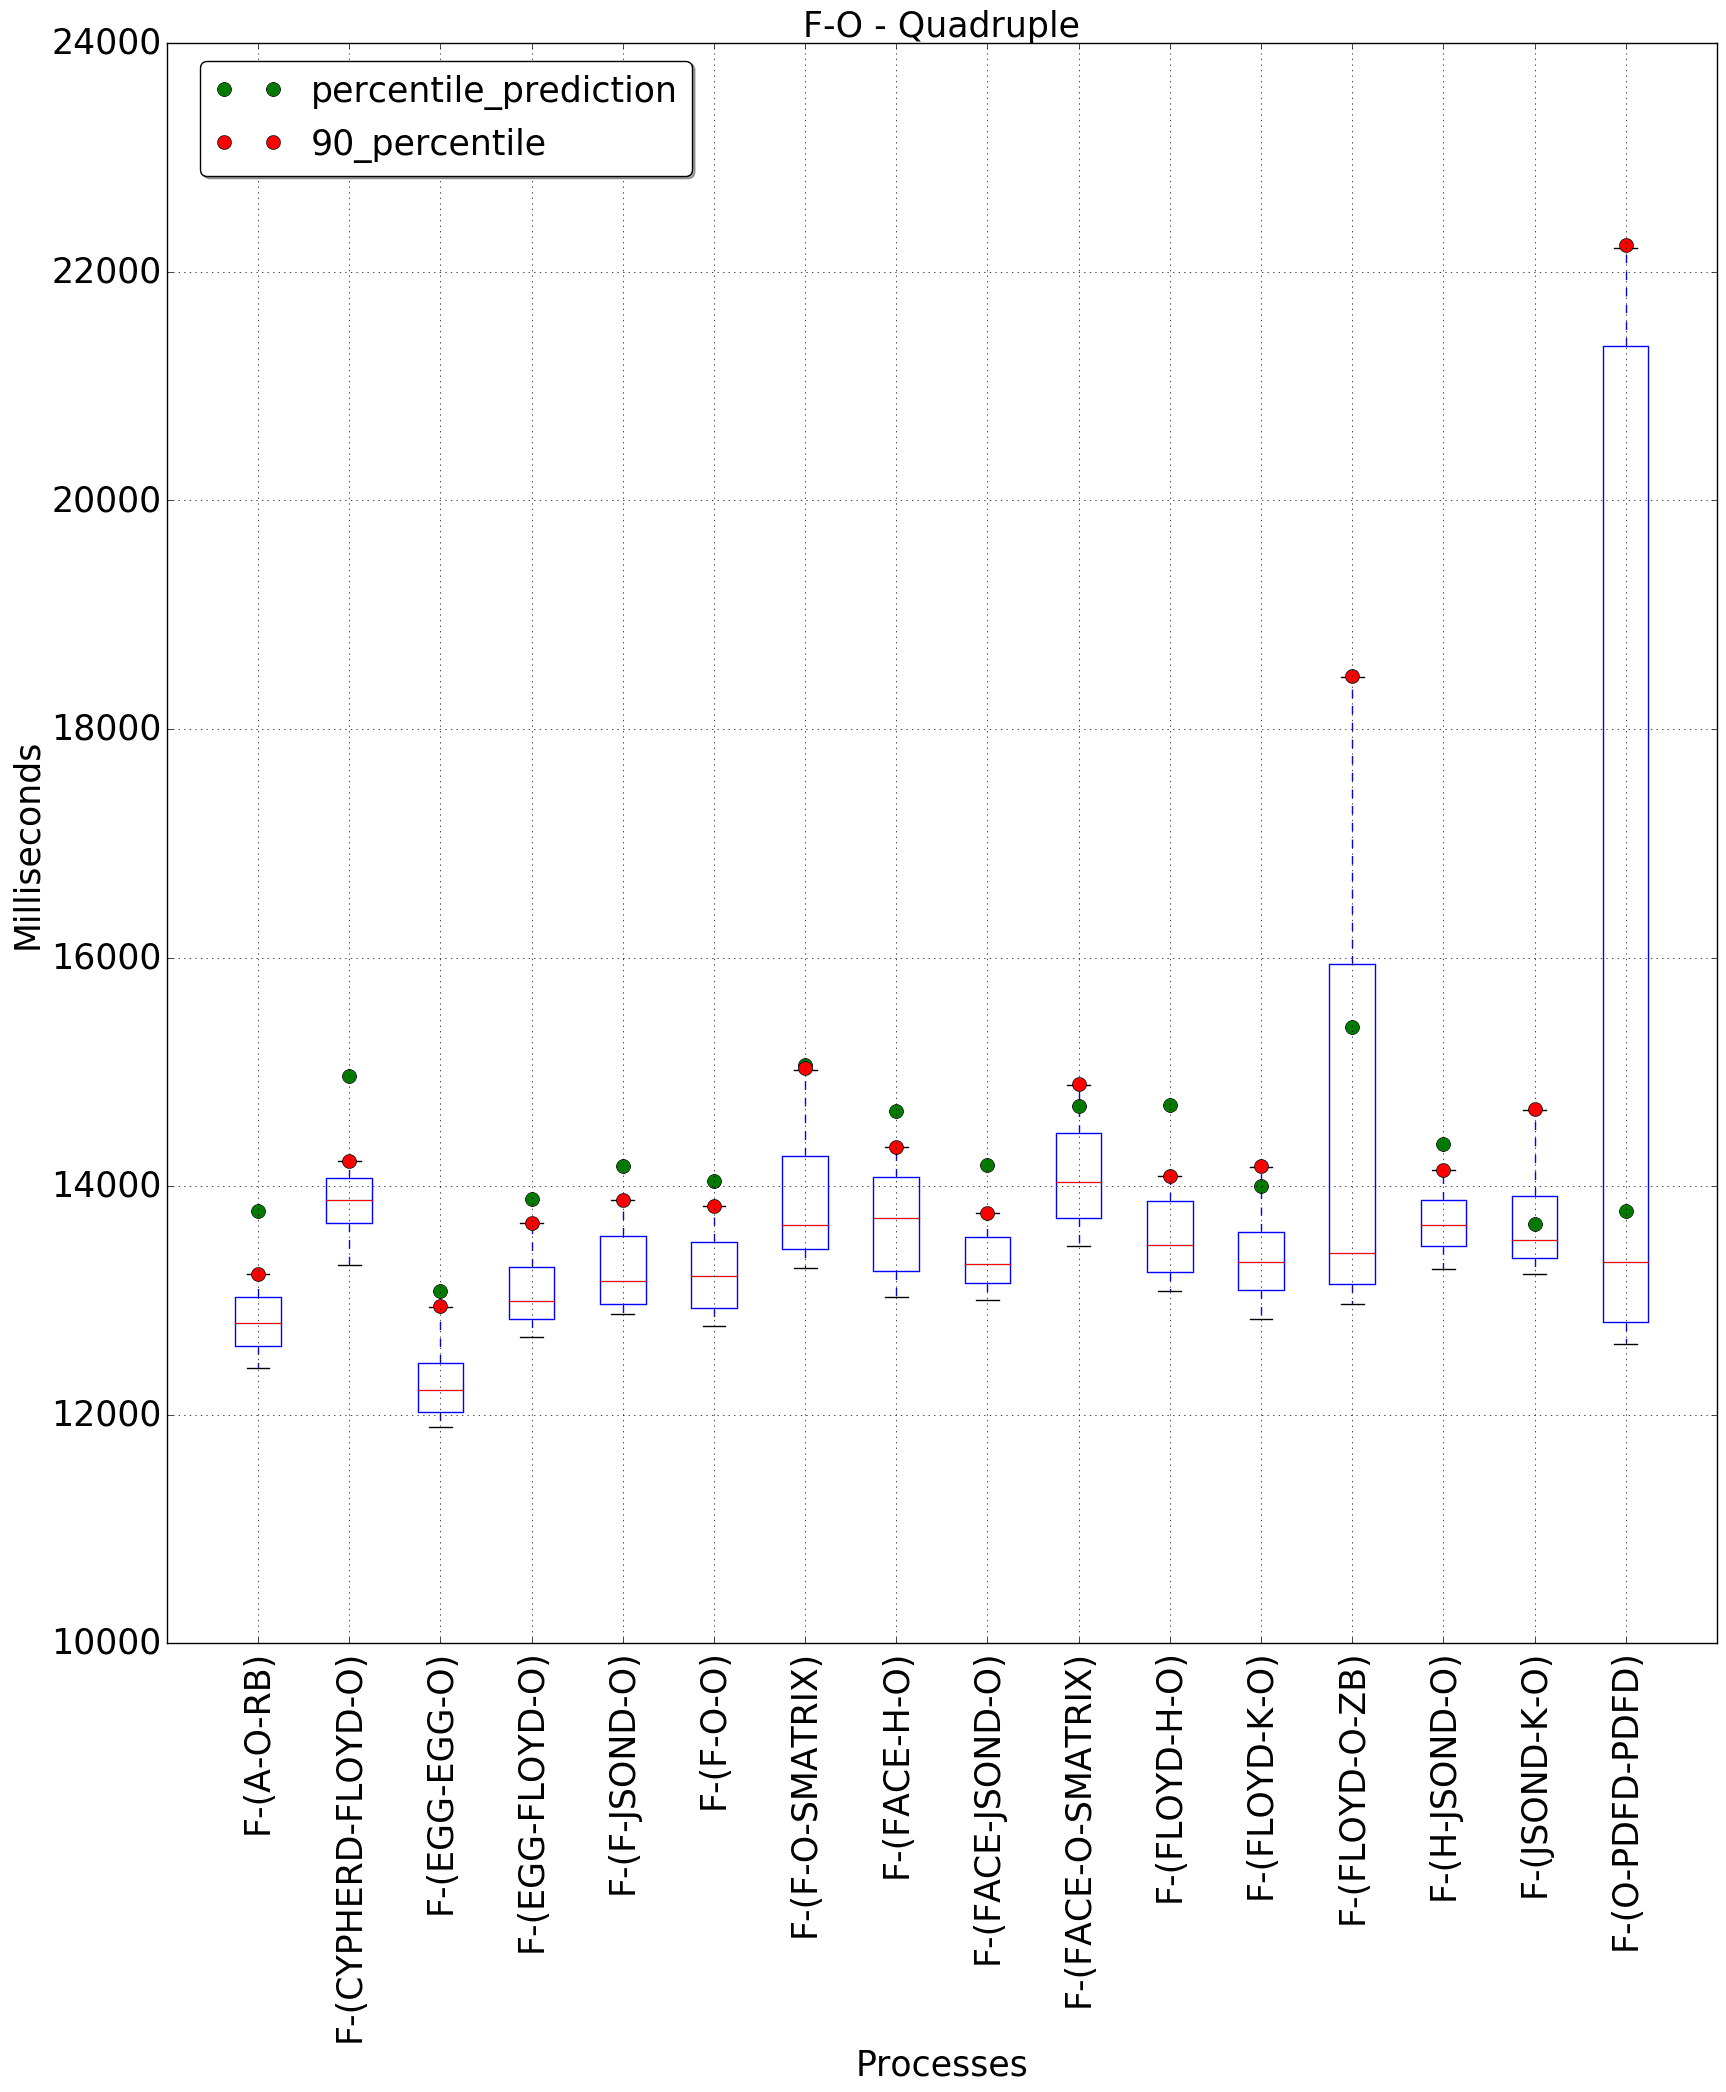 F-O - Quadruple
percentile_prediction
90_percentile
24000
22000
20000
18000
16000
14000
12000
10000
Milliseconds
F-(A-O-RB)
F-(CYPHERD-FLOYD-O)
F-(EGG-EGG-O)
F-(EGG-FLOYD-O)
F-(F-JSOND-O)
F-(F-O-O)
F-(F-O-SMATRIX)
F-(FACE-H-O)
F-(FACE-JSOND-O)
F-(FACE-O-SMATRIX)
F-(FLOYD-H-O)
F-(FLOYD-K-O)
F-(FLOYD-O-ZB)
F-(H-JSOND-O)
F-(JSOND-K-O)
F-(O-PDFD-PDFD)
Processes